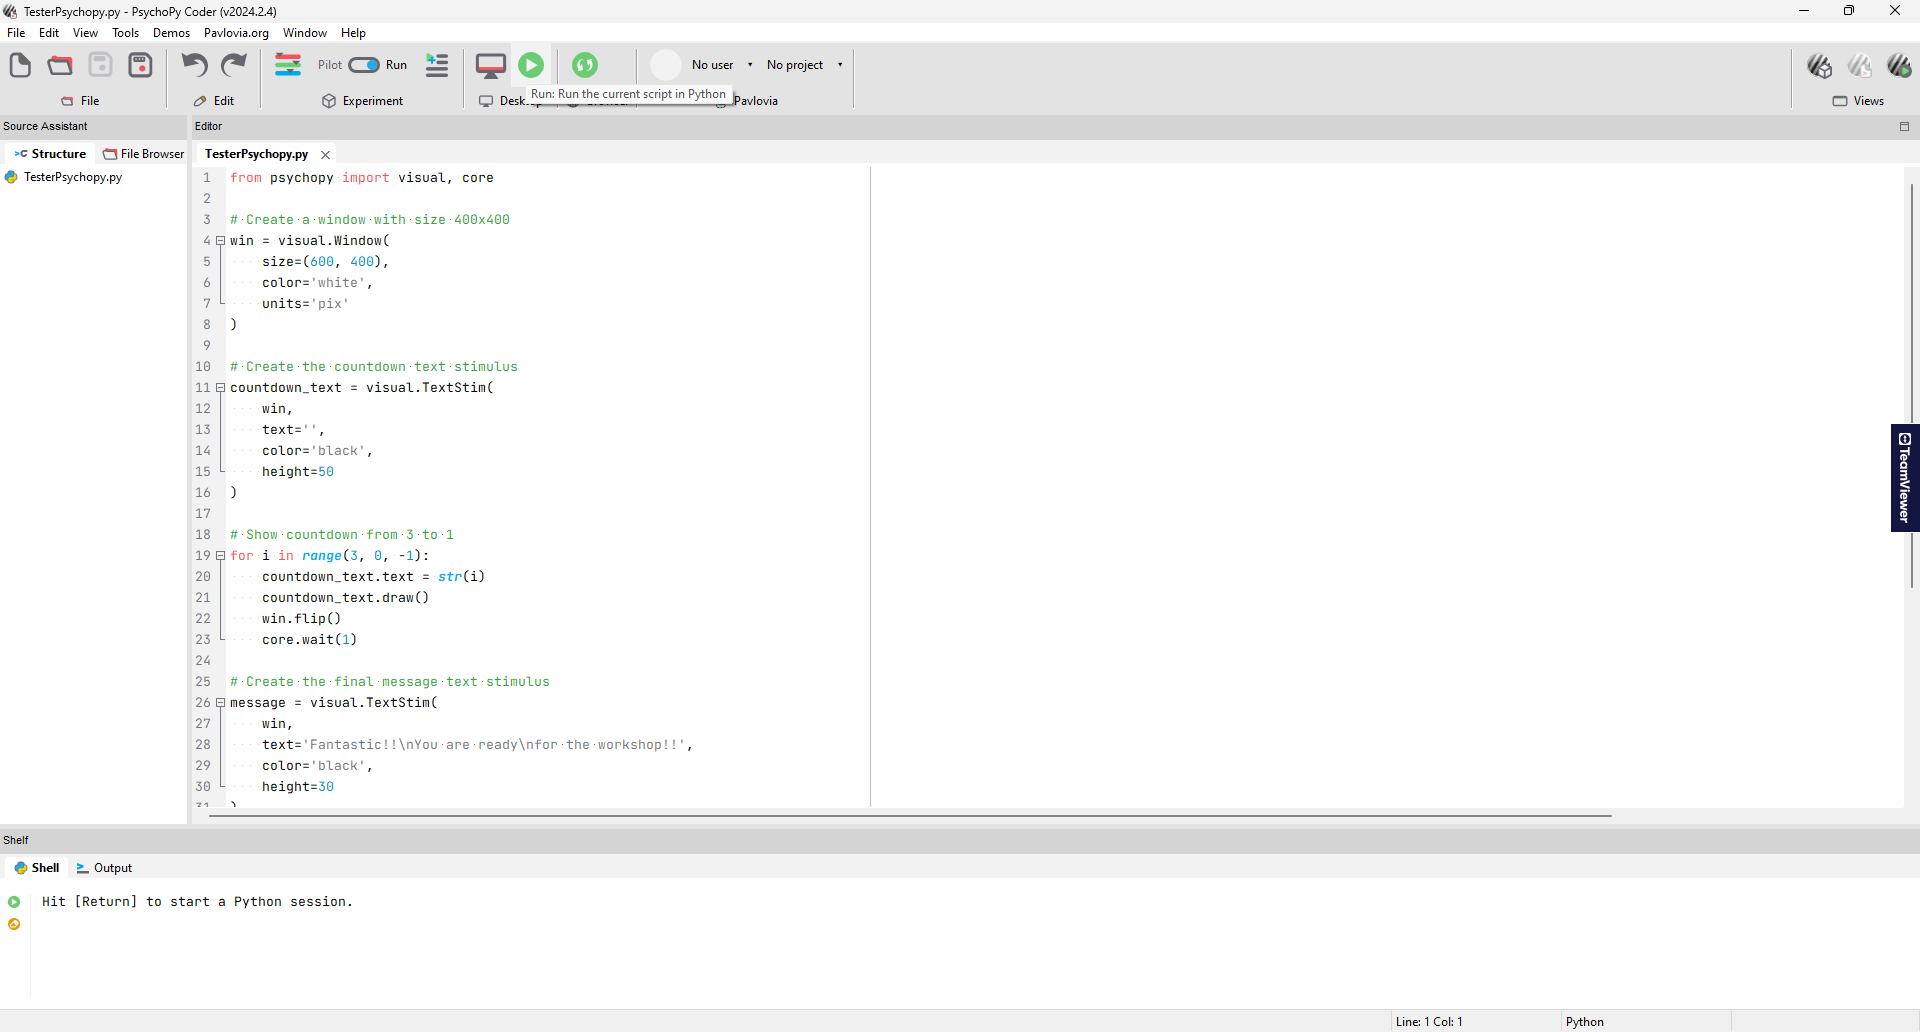 TesterPsychopy.py - PsychoPy Coder (v2024.2.4)
File Edit View Tools Demos Pavlovia.org Window Help
Pilot Run No user No project
Run: Run the current script in Python
File Edit Experiment Pavlovia Views
Source Assistant Editor
Structure File Browser TesterPsychopy.py
TesterPsychopy.py
1 from psychopy import visual, core
2
3 # Create a window with size 400x400
4 win = visual.Window(
5 size=(600, 400),
6 color='white',
7 units='pix'
8 )
9
10 # Create the countdown text stimulus
11 countdown_text = visual.TextStim(
12 win,
13 text='',
14 color='black',
15 height=50
16 )
17
18 # Show countdown from 3 to 1
19 for i in range(3, 0, -1):
20 countdown_text.text = str(i)
21 countdown_text.draw()
22 win.flip()
23 core.wait(1)
24
25 # Create the final message text stimulus
26 message = visual.TextStim(
27 win,
28 text='Fantastic!!\nYou are ready\nfor the workshop!!',
29 color='black',
30 height=30
31 )
TeamViewer
Shelf
Shell Output
Hit [Return] to start a Python session.
Line: 1 Col: 1 Python